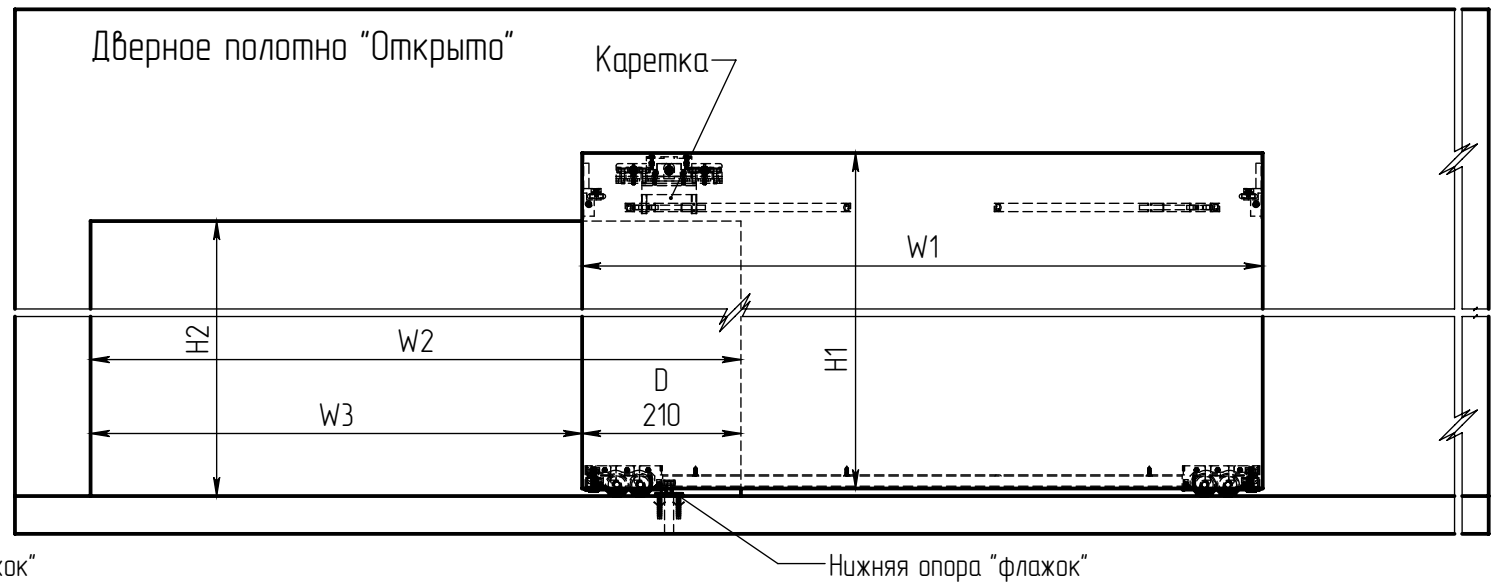 Дверное полотно "Открыто"
Каретка
W1
H2
W2
H1
D
W3
210
Нижняя опора "флажок"